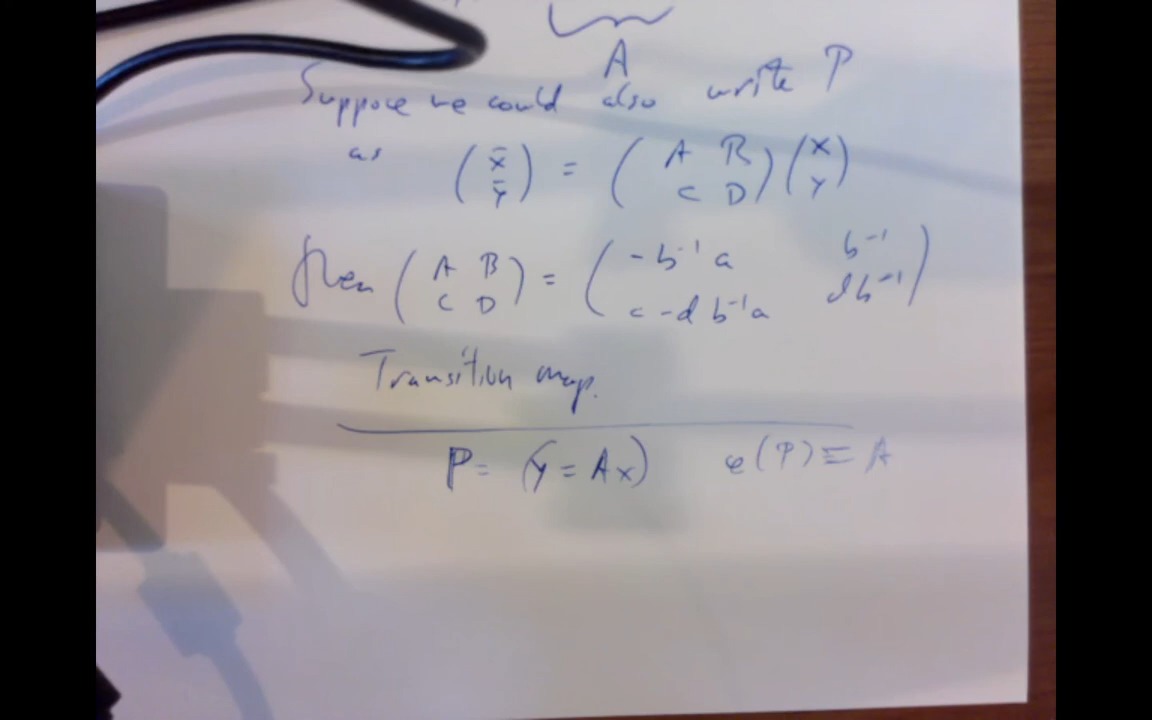 A
Suppose we could also write P
as ( x̄ ȳ ) = ( A B C D ) ( x y )
then ( A B C D ) = ( -b⁻¹a b⁻¹ c-db⁻¹a db⁻¹ )
Transition map.
P = (y = Ax) φ(P) ≡ A